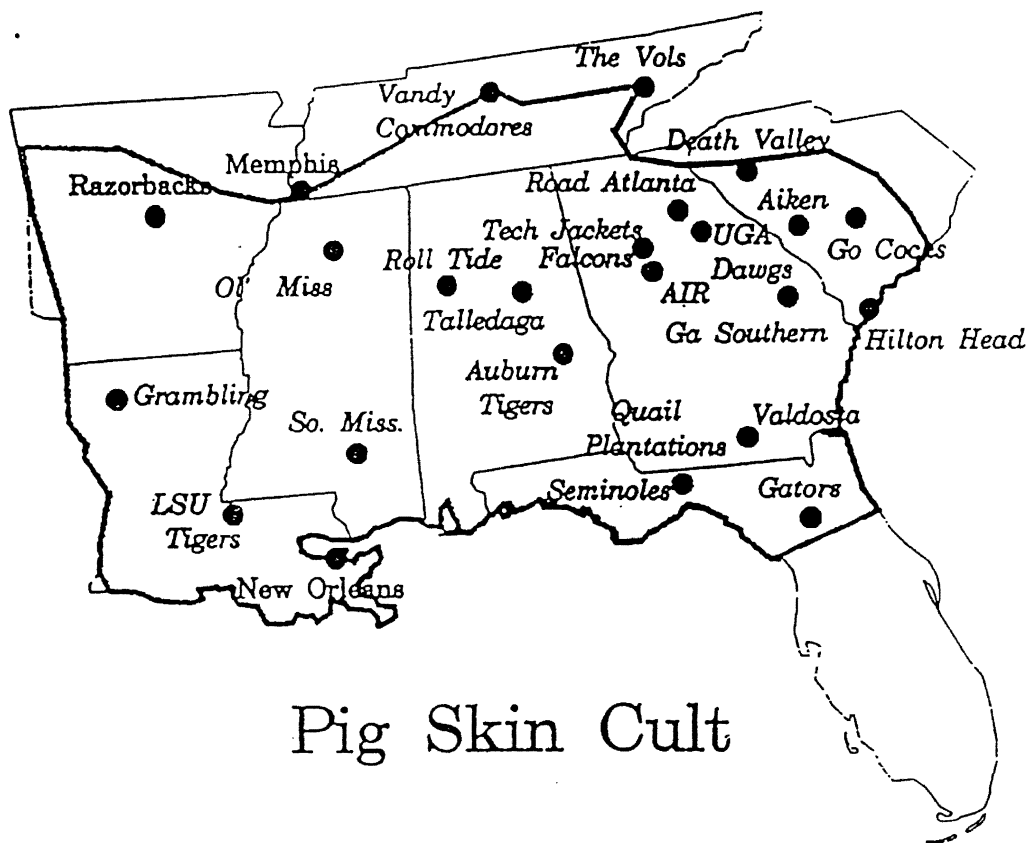 The Vols
Vandy
Commodores
Death Valley
Memphis
Razorbacks
Road Atlanta
Aiken
Tech Jackets
UGA
Go Cocks
Roll Tide
Falcons
Dawgs
Ol' Miss
AIR
Talledaga
Ga Southern
Hilton Head
Auburn
Tigers
Grambling
So. Miss.
Quail
Plantations
Valdosta
LSU
Tigers
Seminoles
Gators
New Orleans
Pig Skin Cult